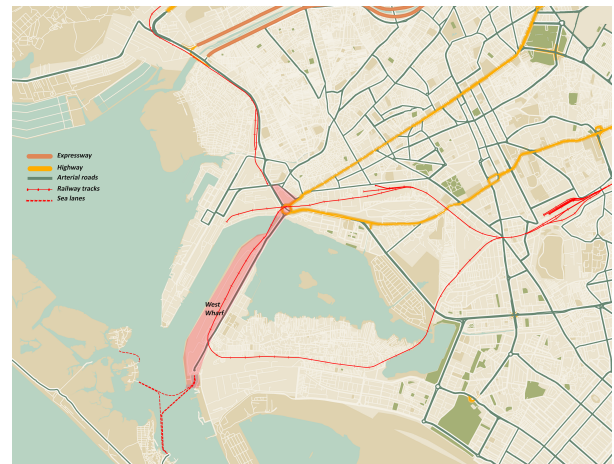 Expressway
Highway
Arterial roads
Railway tracks
Sea lanes
West
Wharf